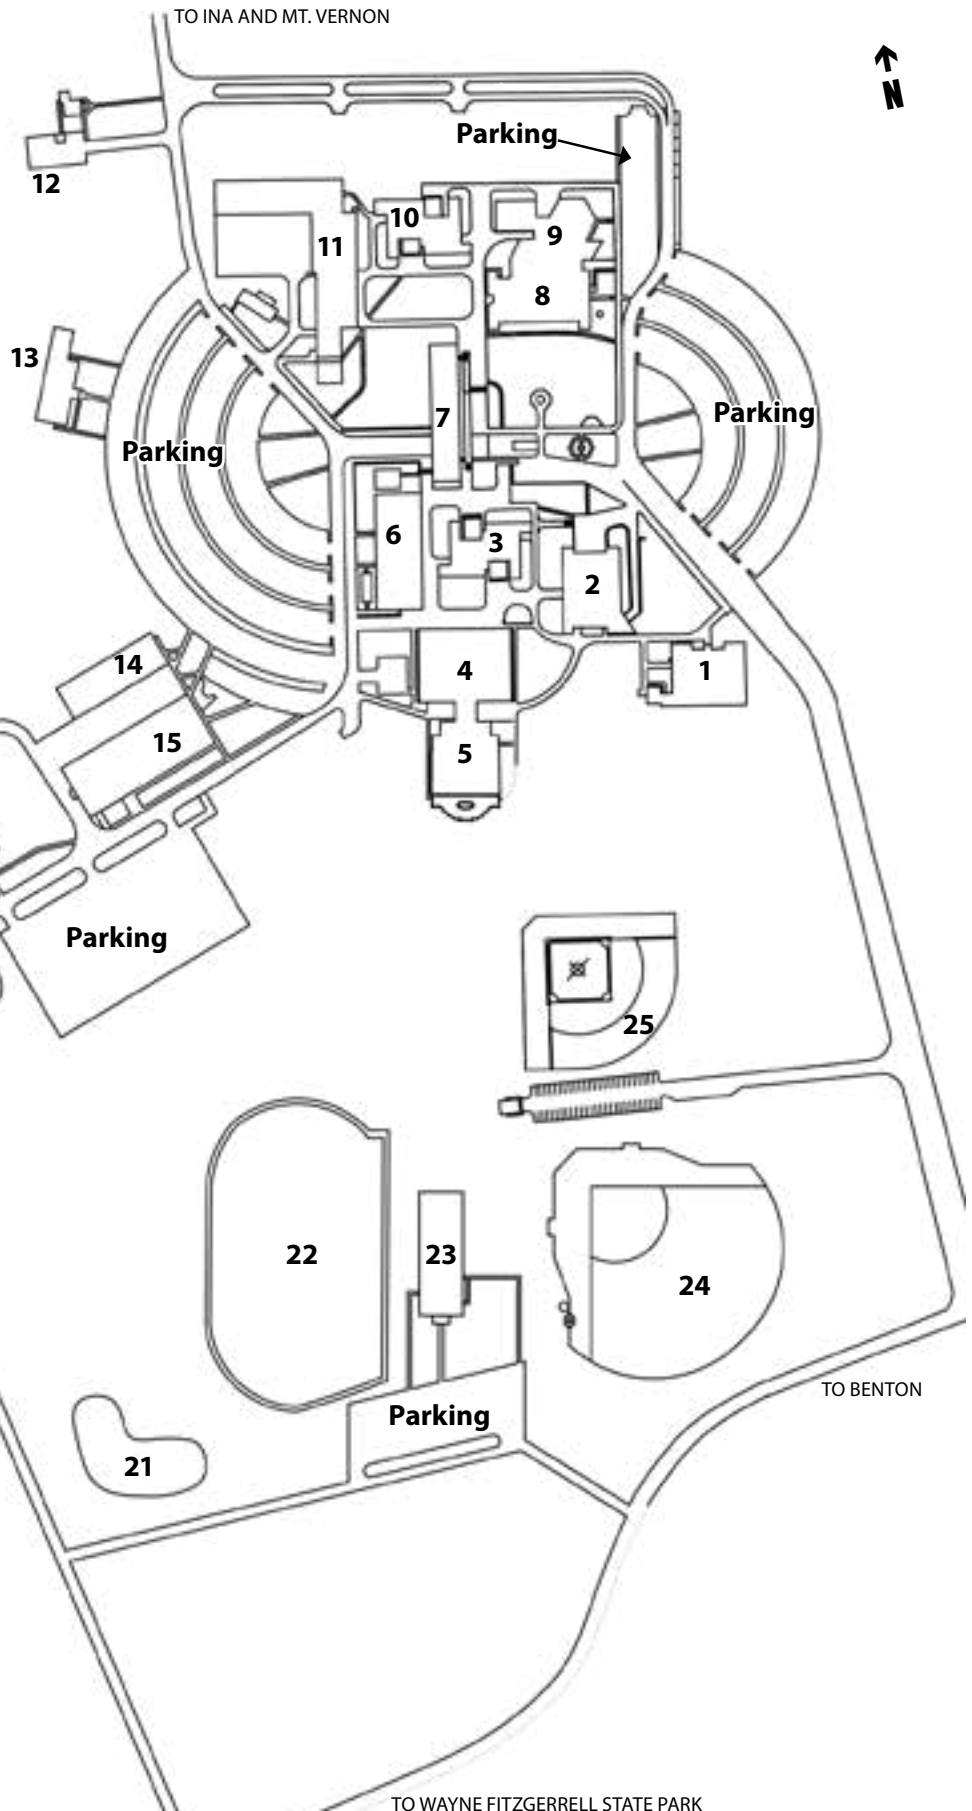 TO INA AND MT. VERNON
N
Parking
12
10
11
9
8
13
7
Parking
Parking
6
3
2
14
4
1
15
5
Parking
25
22
23
24
TO BENTON
Parking
21
TO WAYNE FITZGERRELL STATE PARK